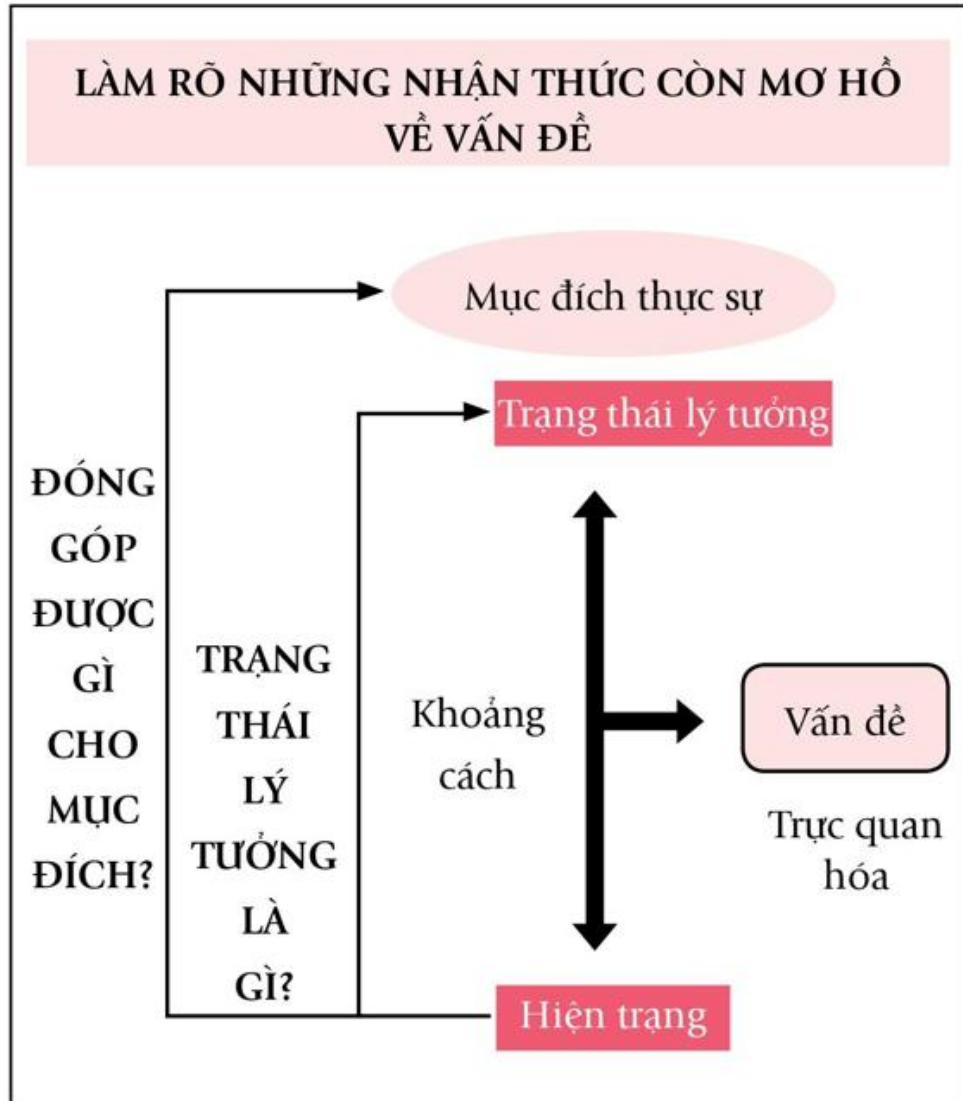 LÀM RÕ NHỮNG NHẬN THỨC CÒN MƠ HỒ
VỀ VẤN ĐỀ
Mục đích thực sự
Trạng thái lý tưởng
ĐÓNG
GÓP
ĐƯỢC
GÌ
CHO
MỤC
ĐÍCH?
TRẠNG
THÁI
LÝ
TƯỞNG
LÀ
GÌ?
Khoảng
cách
Vấn đề
Trực quan
hóa
Hiện trạng